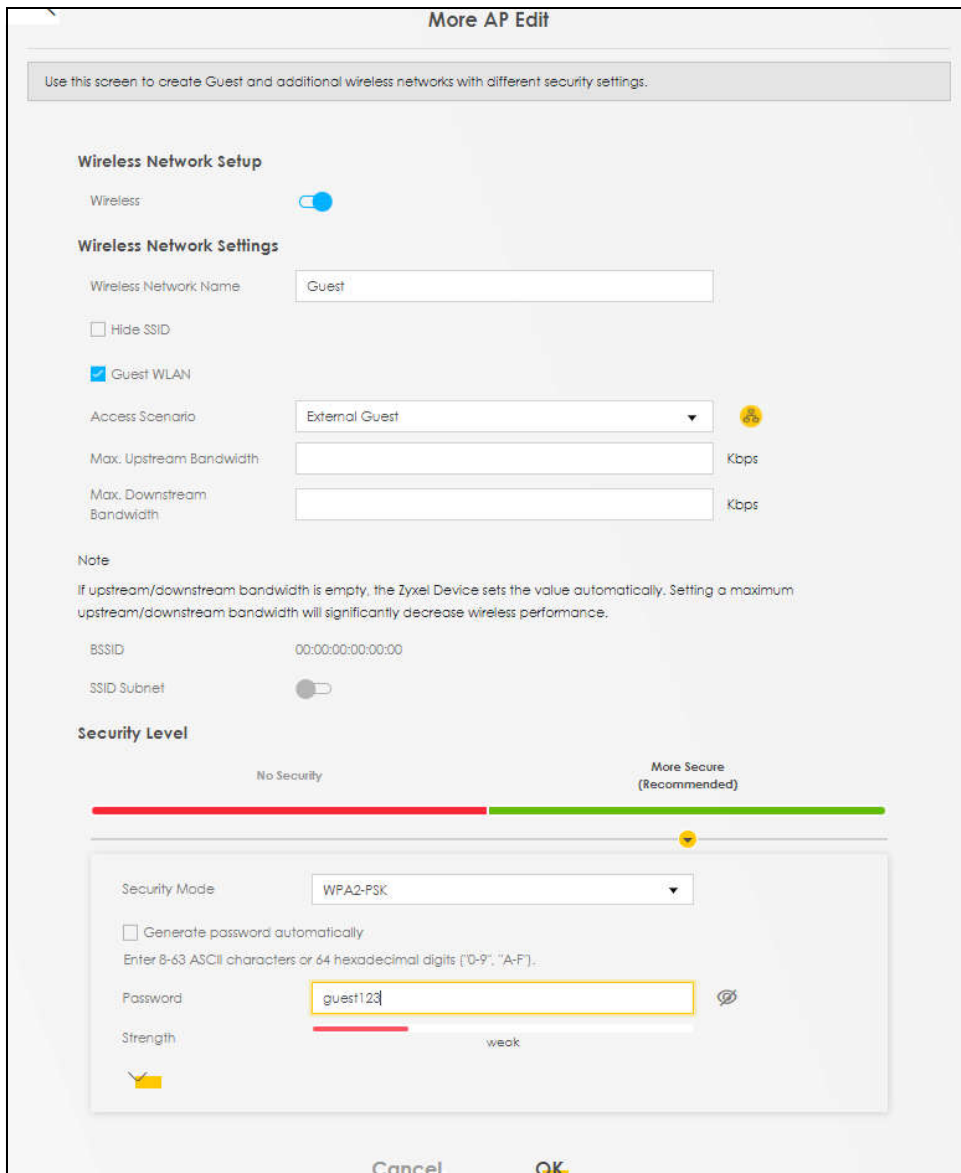 More AP Edit
Use this screen to create Guest and additional wireless networks with different security settings.
Wireless Network Setup
Wireless
Wireless Network Settings
Wireless Network Name Guest
Hide SSID
Guest WLAN
Access Scenario External Guest
Max. Upstream Bandwidth Kbps
Max. Downstream
Bandwidth Kbps
Note
If upstream/downstream bandwidth is empty, the Zyxel Device sets the value automatically. Setting a maximum
upstream/downstream bandwidth will significantly decrease wireless performance.
BSSID 00:00:00:00:00:00
SSID Subnet
Security Level
No Security
More Secure
(Recommended)
Security Mode WPA2-PSK
Generate password automatically
Enter 8-63 ASCII characters or 64 hexadecimal digits ("0-9", "A-F").
Password guest123
Strength
weak
Cancel OK